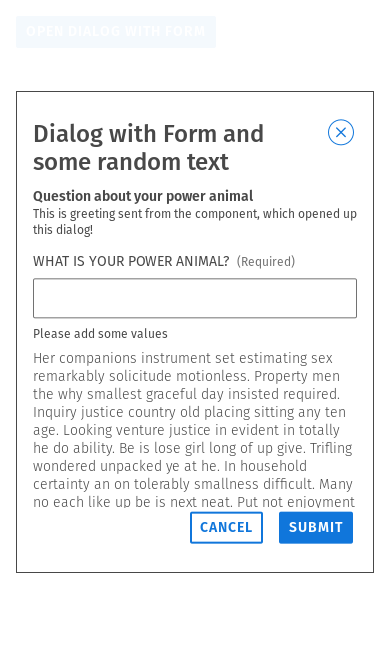 OPEN DIALOG WITH FORM
Dialog with Form and
some random text
Question about your power animal
This is greeting sent from the component, which opened up
this dialog!
WHAT IS YOUR POWER ANIMAL? (Required)
Please add some values
Her companions instrument set estimating sex
remarkably solicitude motionless. Property men
the why smallest graceful day insisted required.
Inquiry justice country old placing sitting any ten
age. Looking venture justice in evident in totally
he do ability. Be is lose girl long of up give. Trifling
wondered unpacked ye at he. In household
certainty an on tolerably smallness difficult. Many
no each like up be is next neat. Put not enjoyment
CANCEL SUBMIT